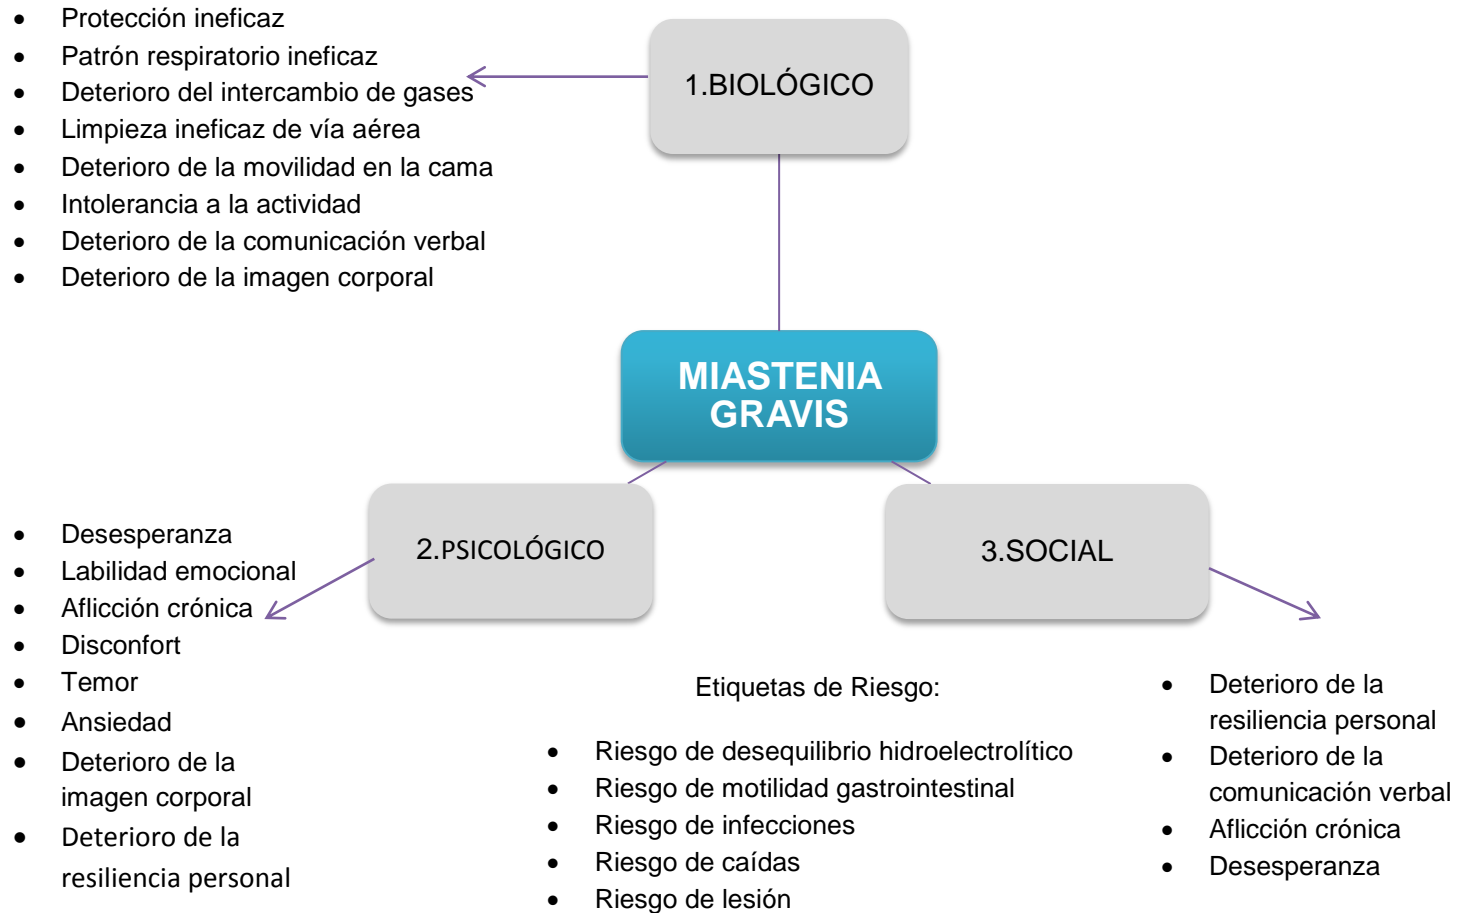 • Protección ineficaz
• Patrón respiratorio ineficaz
• Deterioro del intercambio de gases
• Limpieza ineficaz de vía aérea
• Deterioro de la movilidad en la cama
• Intolerancia a la actividad
• Deterioro de la comunicación verbal
• Deterioro de la imagen corporal
1.BIOLÓGICO
MIASTENIA
GRAVIS
2.PSICOLÓGICO
• Desesperanza
• Labilidad emocional
• Aflicción crónica
• Disconfort
• Temor
• Ansiedad
• Deterioro de la
imagen corporal
• Deterioro de la
resiliencia personal
3.SOCIAL
• Deterioro de la
resiliencia personal
• Deterioro de la
comunicación verbal
• Aflicción crónica
• Desesperanza
Etiquetas de Riesgo:
• Riesgo de desequilibrio hidroelectrolítico
• Riesgo de motilidad gastrointestinal
• Riesgo de infecciones
• Riesgo de caídas
• Riesgo de lesión